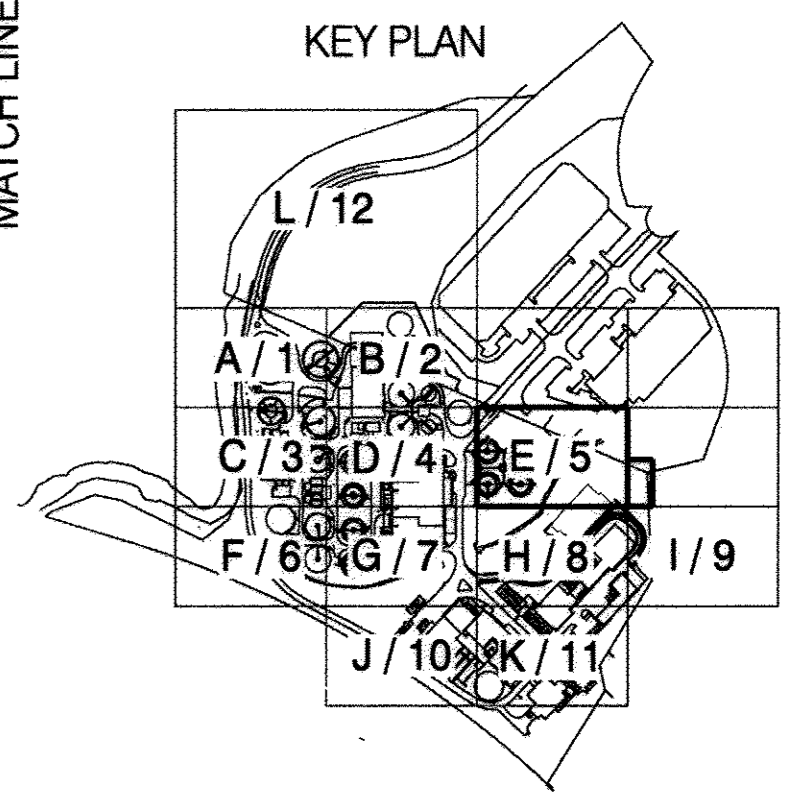 MATCH LINE
KEY PLAN
L / 12
A / 1
B / 2
C / 3
D / 4
E / 5
F / 6
G / 7
H / 8
I / 9
J / 10
K / 11